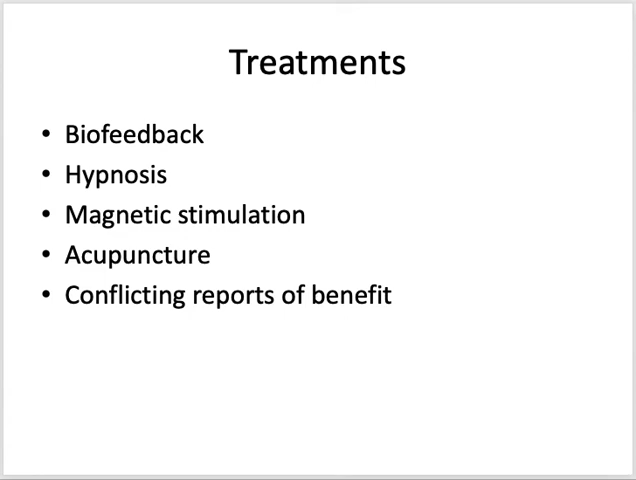 Treatments
• Biofeedback
• Hypnosis
• Magnetic stimulation
• Acupuncture
• Conflicting reports of benefit